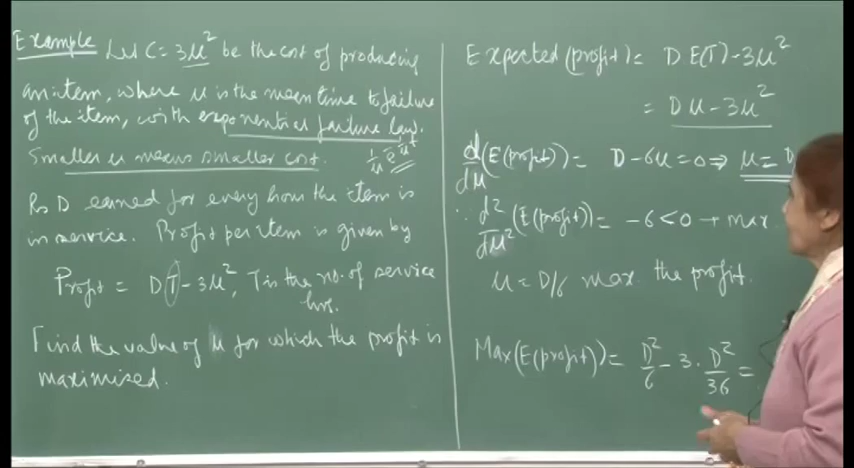 Example Let C = 3μ² be the cost of producing
an item, where μ is the mean time to failure
of the item, with exponential failure law.
Smaller μ means smaller cost. 1/μ e^(-t/μ)
Rs D earned for every hour the item is
in service. Profit per item is given by
Profit = DT - 3μ², T is the no. of service
hrs.
Find the value of μ for which the profit is
maximised.
Expected (profit) = D E(T) - 3μ²
= Dμ - 3μ²
d/dμ (E(profit)) = D - 6μ = 0 ⇒ μ = D
∵ d²/dμ² (E(profit)) = -6 < 0 → max
μ = D/6 max. the profit.
Max (E(profit)) = D²/6 - 3 · D²/36 =